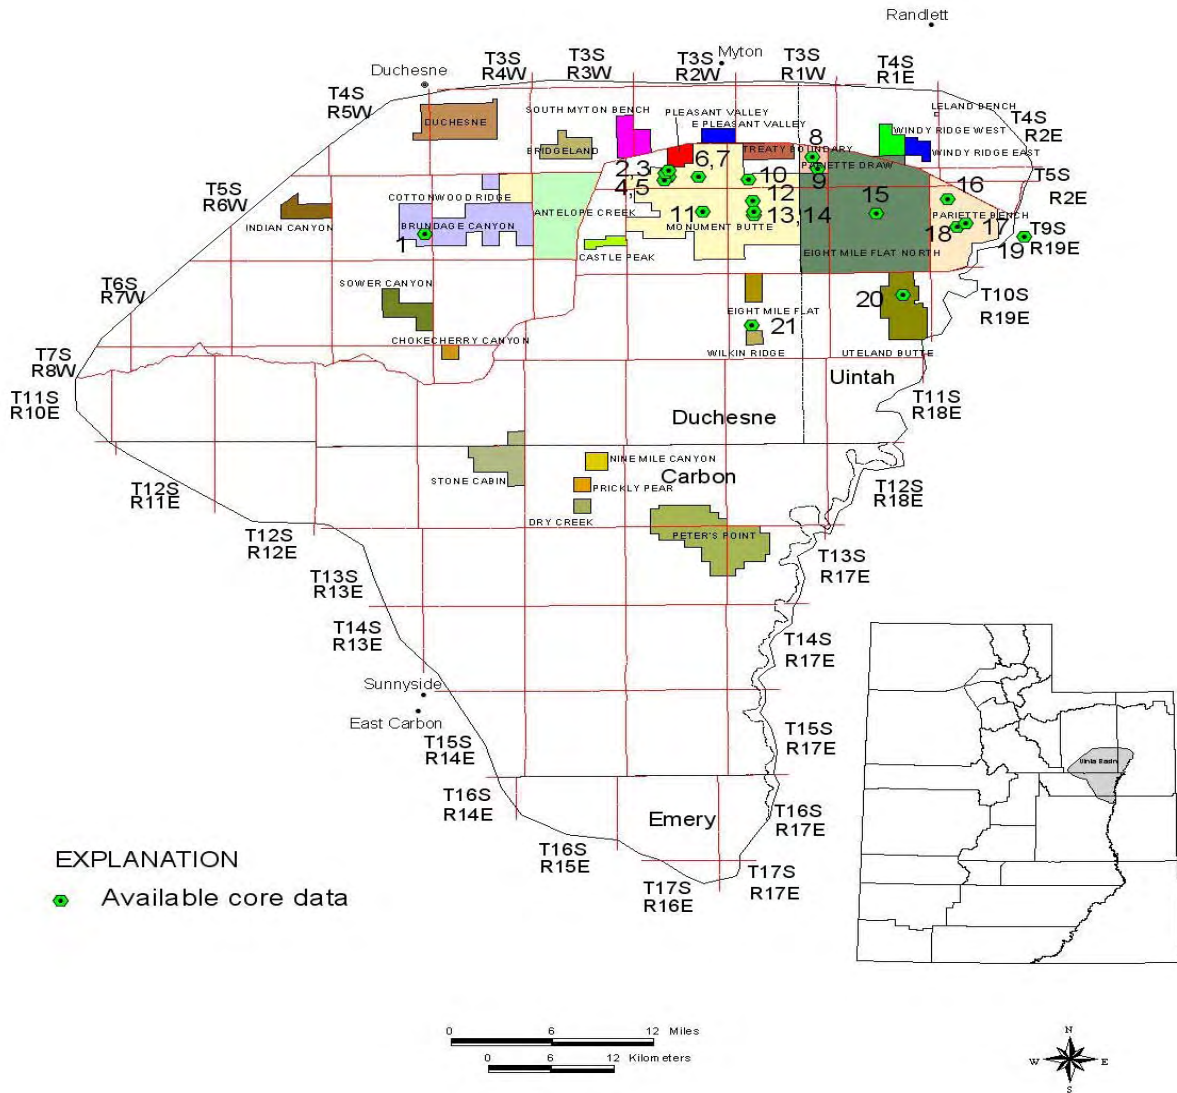 Randlett
Myton
Duchesne
T3S
R4W
T3S
R3W
T3S
R2W
T3S
R1W
T4S
R1E
T4S
R5W
T4S
R2E
DUCHESNE
SOUTH MYTON BENCH
PLEASANT VALLEY
E PLEASANT VALLEY
LELAND BENCH
WINDY RIDGE WEST
WINDY RIDGE EAST
BRIDGELAND
TREATY BOUNDARY
PARIETTE DRAW
8
2,3
4,5
6,7
10
9
T5S
R6W
T5S
R2E
COTTONWOOD RIDGE
INDIAN CANYON
BRUNDAGE CANYON
1
ANTELOPE CREEK
CASTLE PEAK
11
MONUMENT BUTTE
12
13,14
15
16
PARIETTE BENCH
17
18
19
T9S
R19E
EIGHT MILE FLAT NORTH
T6S
R7W
SOWER CANYON
CHOKECHERRY CANYON
EIGHT MILE FLAT
21
WILKIN RIDGE
20
UTELAND BUTTE
T10S
R19E
T7S
R8W
T11S
R10E
Uintah
Duchesne
T11S
R18E
STONE CABIN
NINE MILE CANYON
Carbon
PRICKLY PEAR
DRY CREEK
PETER'S POINT
T12S
R18E
T12S
R11E
T12S
R12E
T13S
R13E
T13S
R17E
T14S
R13E
T14S
R17E
Sunnyside
East Carbon
T15S
R14E
T15S
R17E
T16S
R14E
Emery
T16S
R17E
T16S
R15E
T17S
R16E
T17S
R17E
Uinta Basin
EXPLANATION
Available core data
0 6 12 Miles
0 6 12 Kilometers
N
W E
S